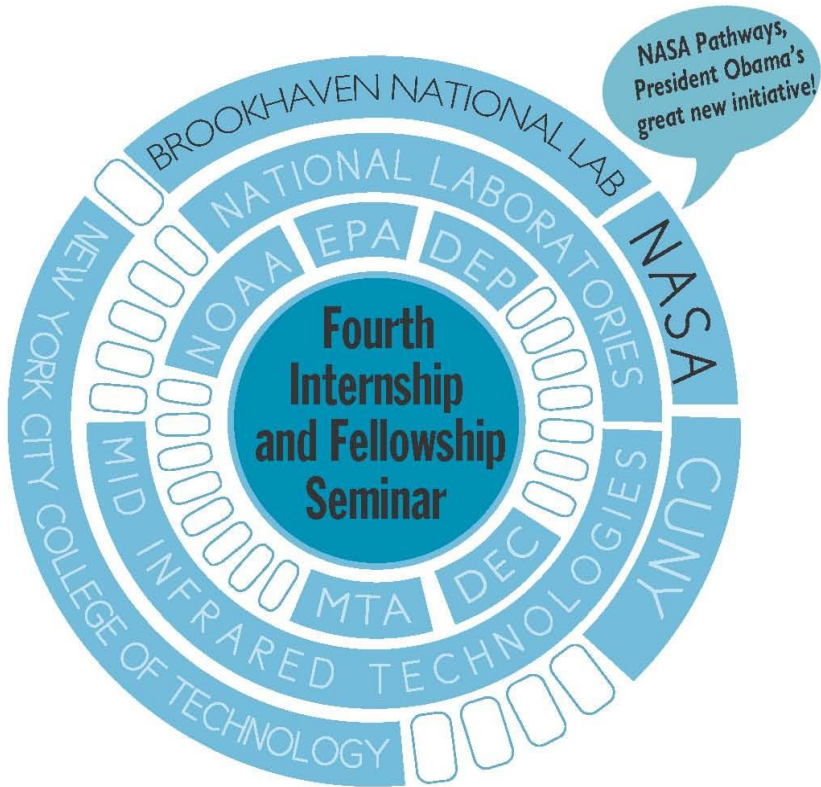 NASA Pathways,
President Obama's
great new initiative!
BROOKHAVEN NATIONAL LAB
NASA
CUNY
NEW YORK CITY COLLEGE OF TECHNOLOGY
NATIONAL LABORATORIES
MID INFRARED TECHNOLOGIES
NOAA
EPA
DEP
DEC
MTA
Fourth
Internship
and Fellowship
Seminar